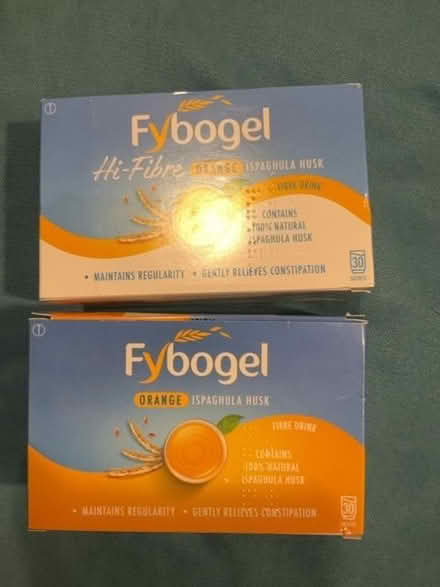 Fybogel
Hi-Fibre ORANGE ISPAGHULA HUSK
FIBRE DRINK
CONTAINS
100% NATURAL
ISPAGHULA HUSK
30
• MAINTAINS REGULARITY • GENTLY RELIEVES CONSTIPATION
Fybogel
ORANGE ISPAGHULA HUSK
FIBRE DRINK
CONTAINS
100% NATURAL
ISPAGHULA HUSK
30
• MAINTAINS REGULARITY • GENTLY RELIEVES CONSTIPATION